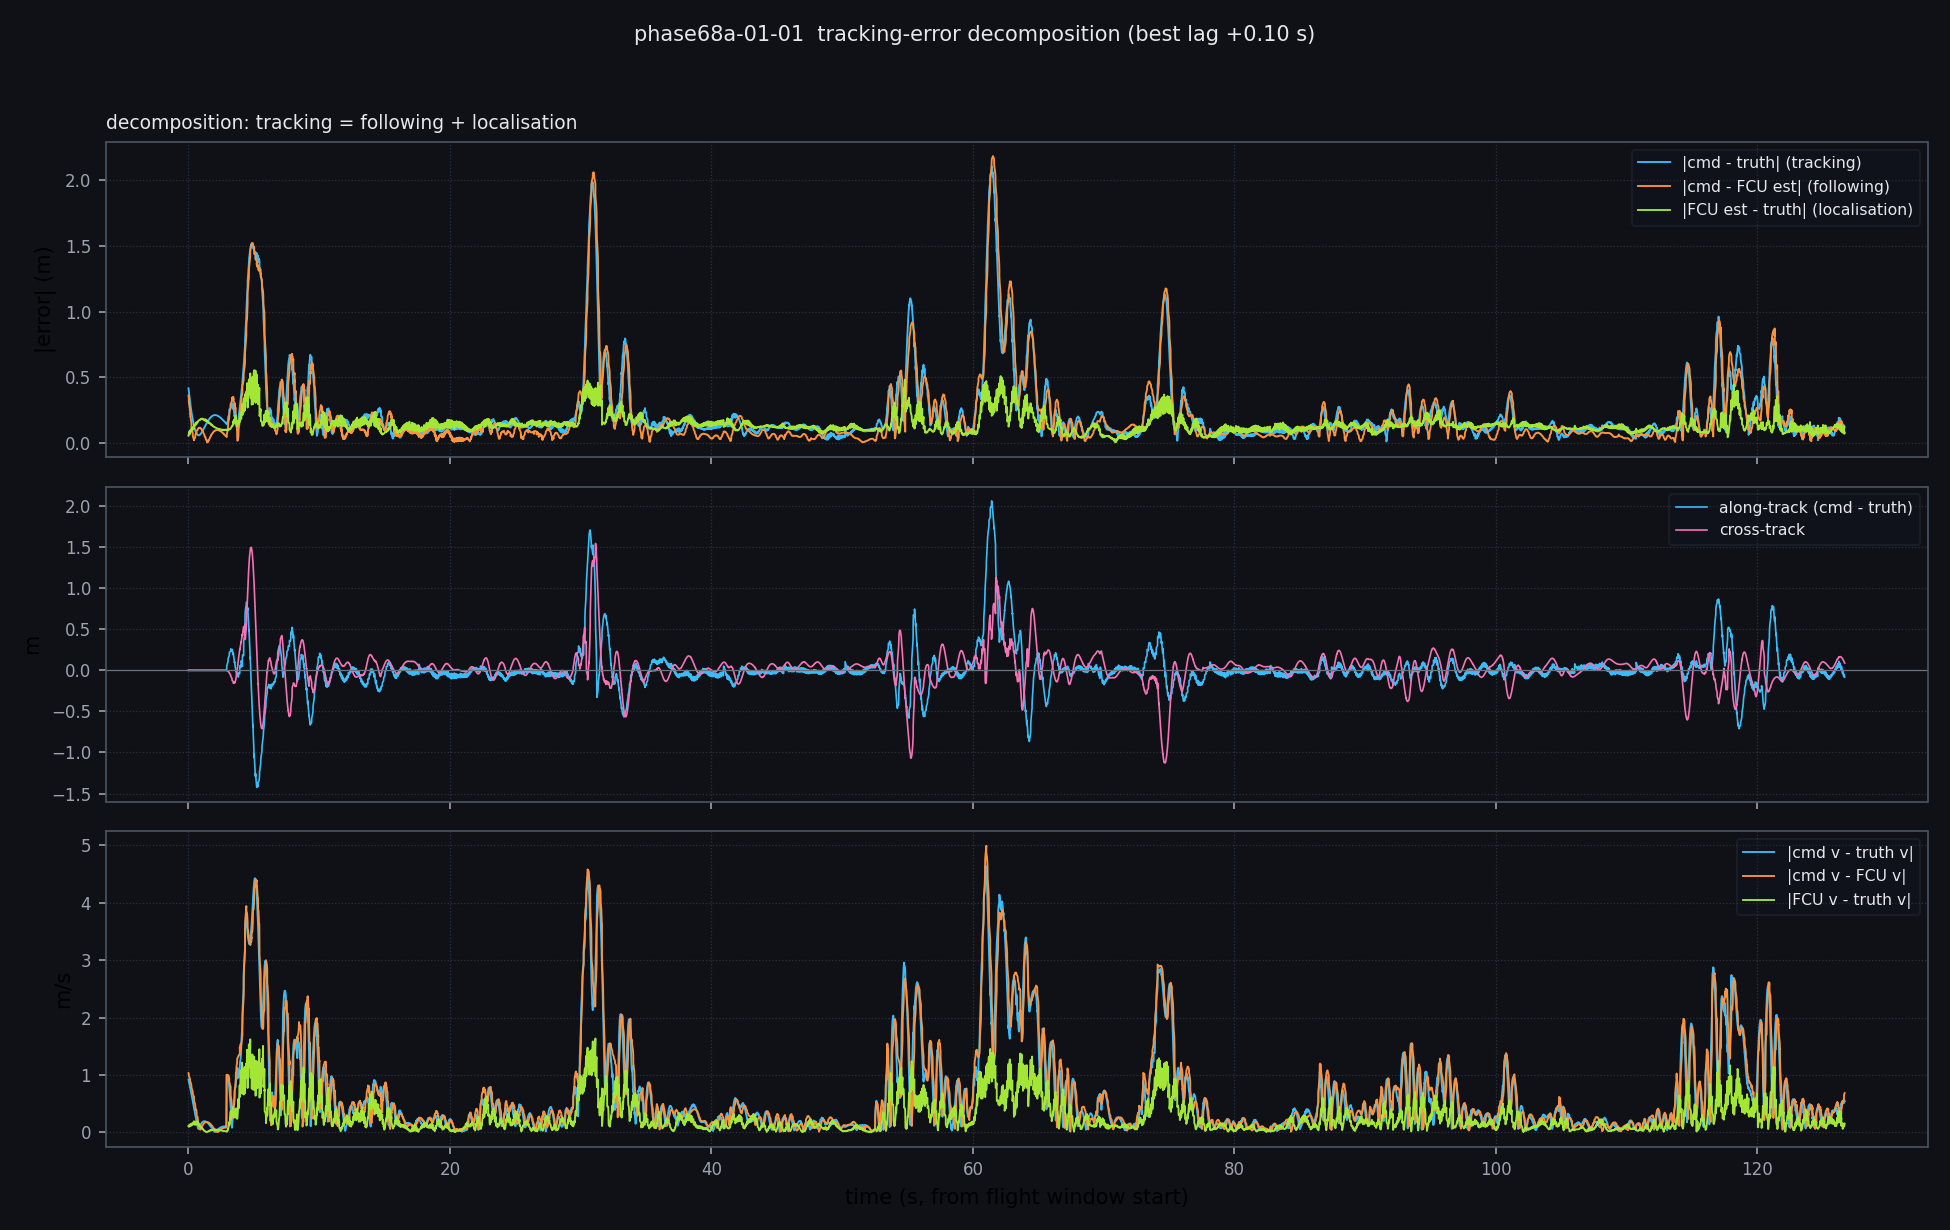 phase68a-01-01  tracking-error decomposition (best lag +0.10 s)
decomposition: tracking = following + localisation
|error| (m)
2.0
1.5
1.0
0.5
0.0
|cmd - truth| (tracking)
|cmd - FCU est| (following)
|FCU est - truth| (localisation)
m
2.0
1.5
1.0
0.5
0.0
−0.5
−1.0
−1.5
along-track (cmd - truth)
cross-track
m/s
5
4
3
2
1
0
|cmd v - truth v|
|cmd v - FCU v|
|FCU v - truth v|
0 20 40 60 80 100 120
time (s, from flight window start)